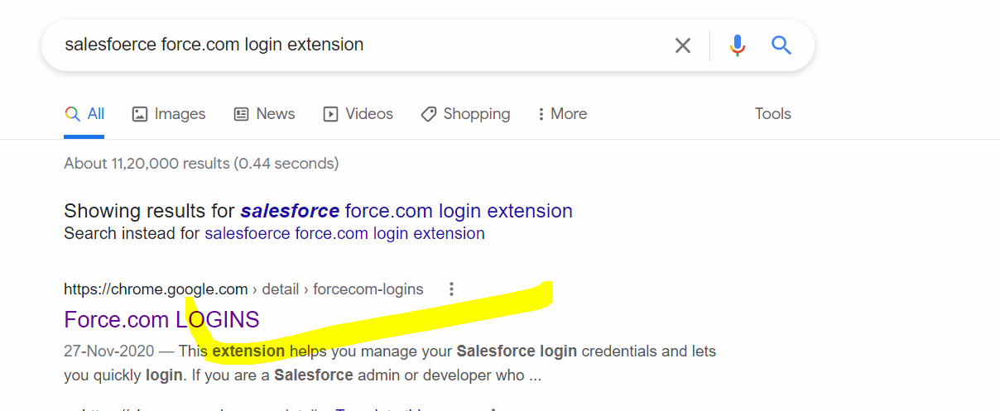 salesfoerce force.com login extension
All Images News Videos Shopping More Tools
About 11,20,000 results (0.44 seconds)
Showing results for salesforce force.com login extension
Search instead for salesfoerce force.com login extension
https://chrome.google.com › detail › forcecom-logins
Force.com LOGINS
27-Nov-2020 — This extension helps you manage your Salesforce login credentials and lets
you quickly login. If you are a Salesforce admin or developer who ...